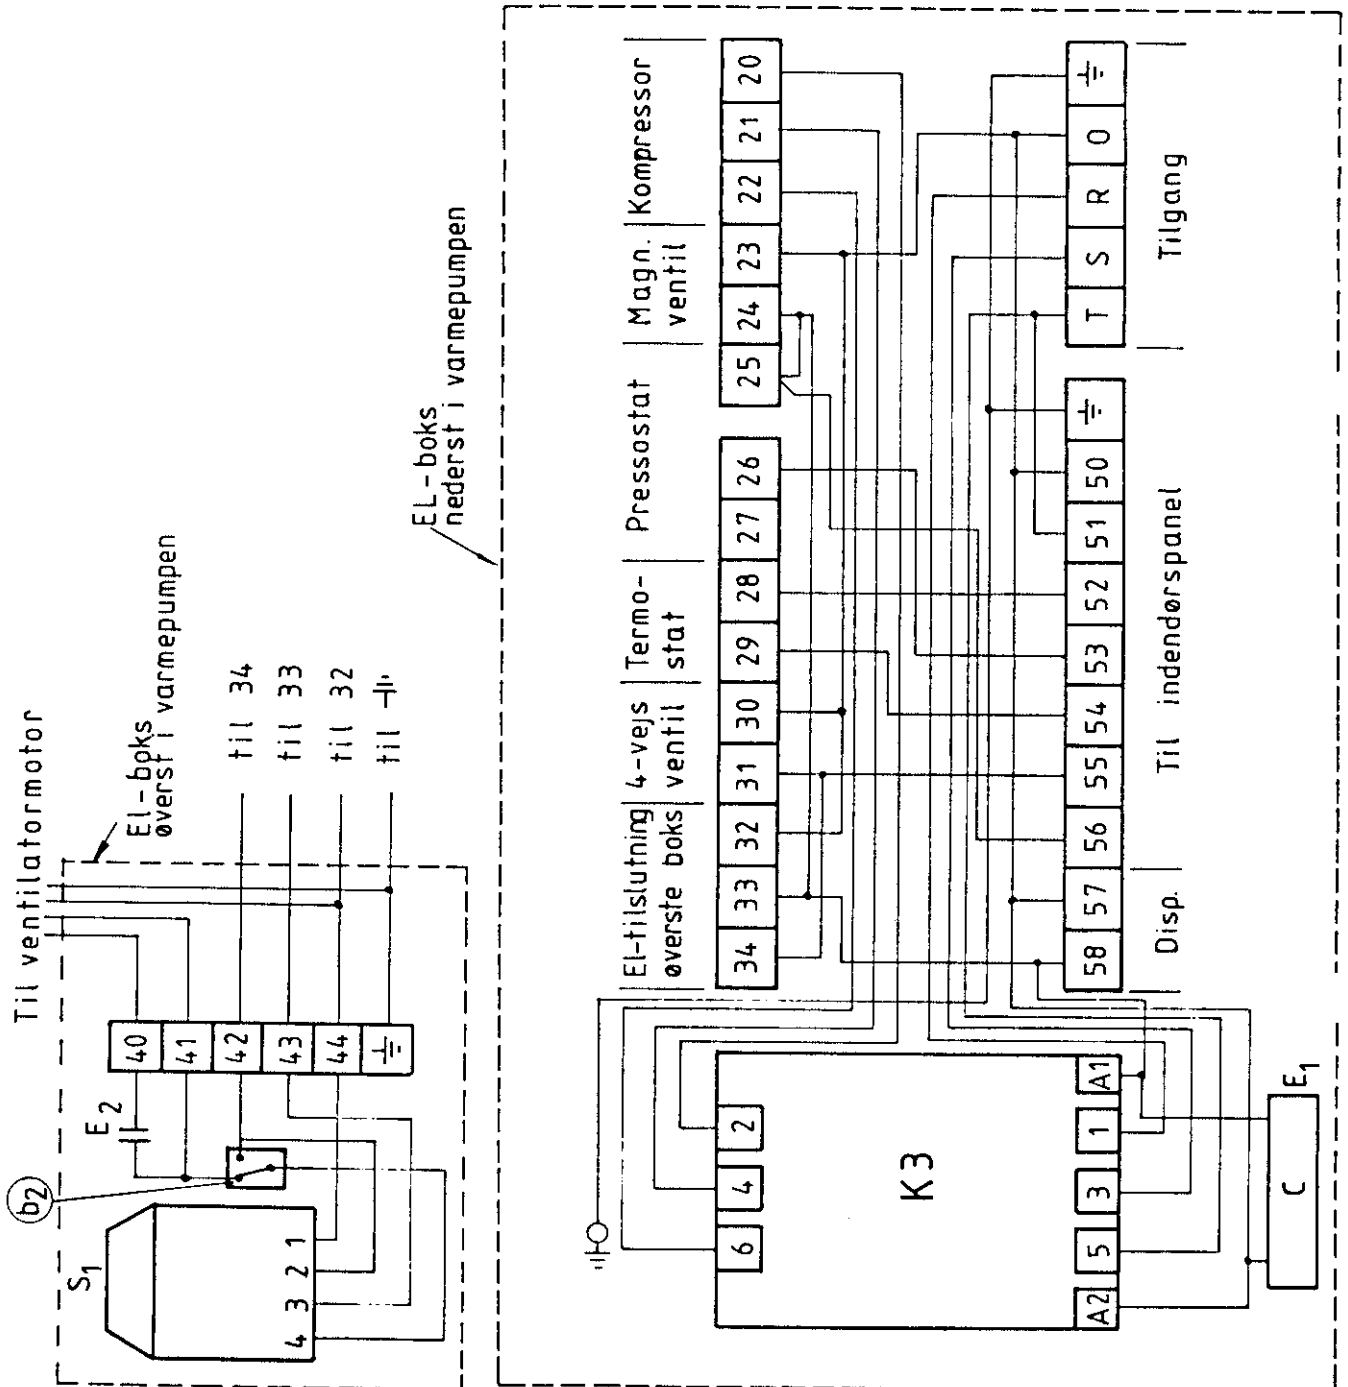 Til ventilatormotor
El-boks
øverst i varmepumpen
til 34
til 33
til 32
til
40
41
42
43
44
E2
b2
S1
1
2
3
4
EL-boks
nederst i varmepumpen
Kompressor
Magn.
ventil
Pressostat
Termo-
stat
4-vejs
ventil
El-tilslutning
øverste boks
20
21
22
23
24
25
26
27
28
29
30
31
32
33
34
O
R
S
T
Tilgang
50
51
52
53
54
55
56
57
58
Til indendørspanel
Disp.
K3
2
4
6
A1
1
3
5
A2
C
E1